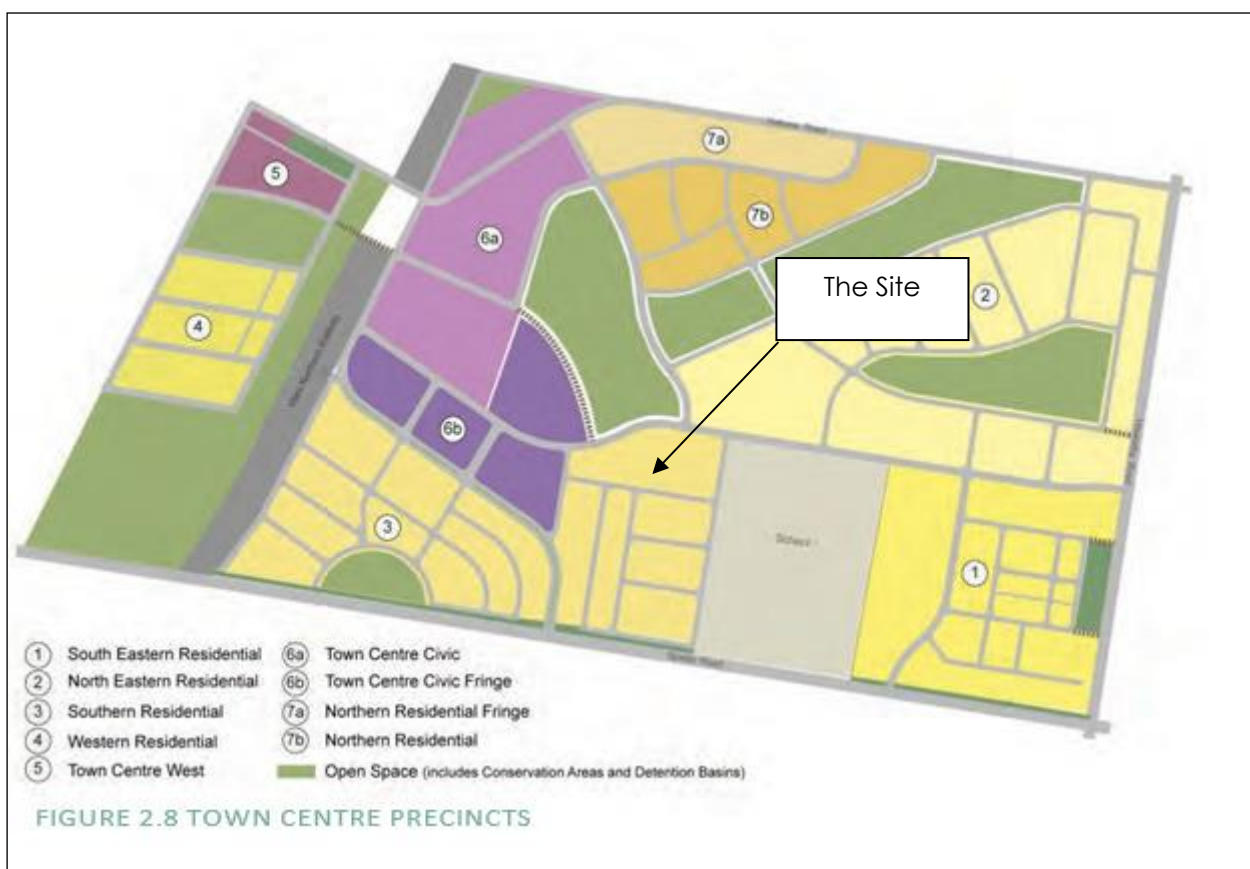 7a
5
7b
6a
The Site
2
4
6b
3
School
1
1 South Eastern Residential
2 North Eastern Residential
3 Southern Residential
4 Western Residential
5 Town Centre West
6a Town Centre Civic
6b Town Centre Civic Fringe
7a Northern Residential Fringe
7b Northern Residential
Open Space (includes Conservation Areas and Detention Basins)
FIGURE 2.8 TOWN CENTRE PRECINCTS